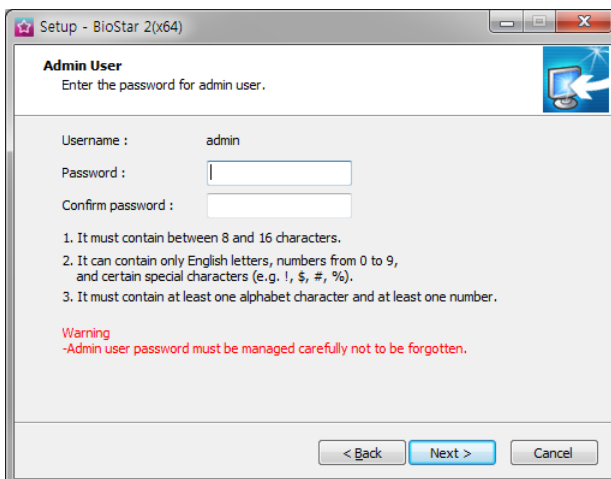 Setup - BioStar 2(x64)
Admin User
Enter the password for admin user.
Username :
admin
Password :
Confirm password :
1. It must contain between 8 and 16 characters.
2. It can contain only English letters, numbers from 0 to 9,
and certain special characters (e.g. !, $, #, %).
3. It must contain at least one alphabet character and at least one number.
Warning
-Admin user password must be managed carefully not to be forgotten.
< Back
Next >
Cancel